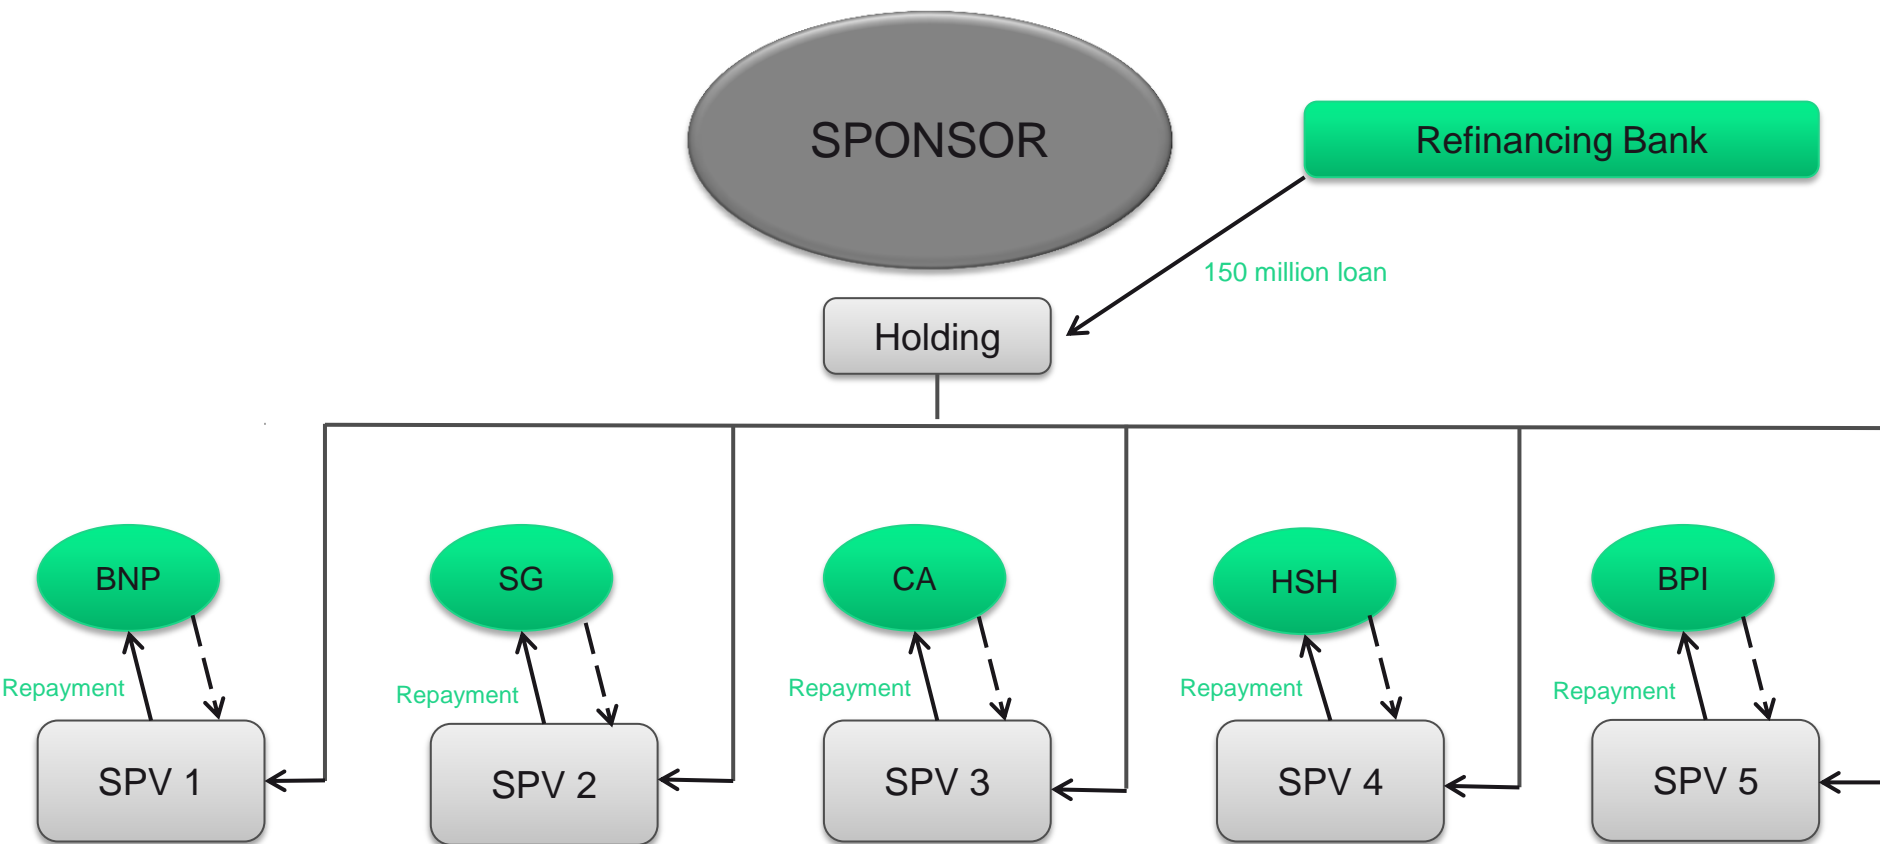 SPONSOR
Refinancing Bank
150 million loan
Holding
BNP
SG
CA
HSH
BPI
Repayment
Repayment
Repayment
Repayment
Repayment
SPV 1
SPV 2
SPV 3
SPV 4
SPV 5